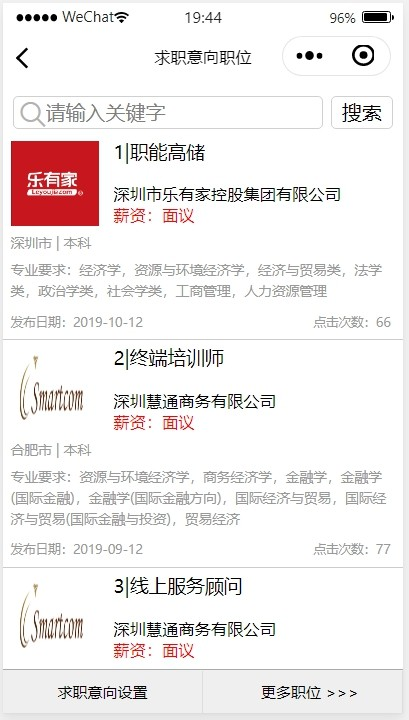 WeChat 19:44 96%
求职意向职位
请输入关键字 搜索
乐有家
Leyoujia.com
1|职能高储
深圳市乐有家控股集团有限公司
薪资：面议
深圳市 | 本科
专业要求：经济学，资源与环境经济学，经济与贸易类，法学
类，政治学类，社会学类，工商管理，人力资源管理
发布日期：2019-10-12 点击次数：66
Smartcom
2|终端培训师
深圳慧通商务有限公司
薪资：面议
合肥市 | 本科
专业要求：资源与环境经济学，商务经济学，金融学，金融学
(国际金融)，金融学(国际金融方向)，国际经济与贸易，国际经
济与贸易(国际金融与投资)，贸易经济
发布日期：2019-09-12 点击次数：77
Smartcom
3|线上服务顾问
深圳慧通商务有限公司
薪资：面议
求职意向设置 更多职位 >>>